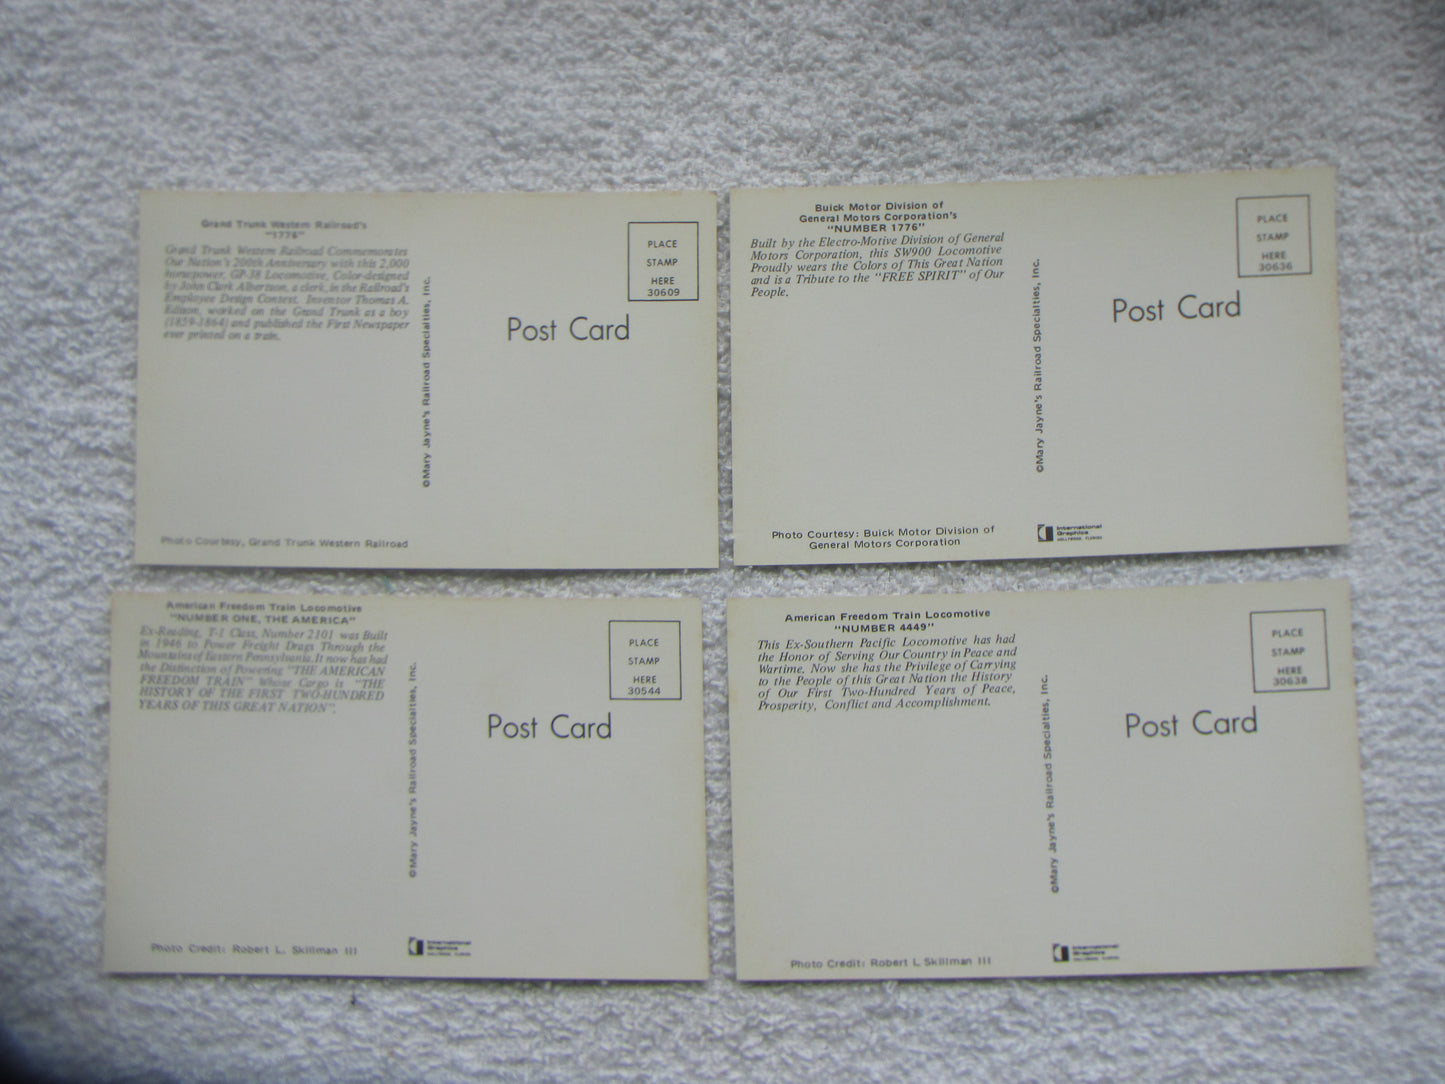 Grand Trunk Western Railroad's
"1776"
Grand Trunk Western Railroad Commemorates
Our Nation's 200th Anniversary with this 2,000
horsepower, GP-38 Locomotive, Color-designed
by John Clark Albertson, a clerk, in the Railroad's
Employee Design Contest. Inventor Thomas A.
Edison, worked on the Grand Trunk as a boy
(1859-1864) and published the First Newspaper
ever printed on a train.
Photo Courtesy, Grand Trunk Western Railroad
©Mary Jayne's Railroad Specialties, Inc.
PLACE
STAMP
HERE
30609
Post Card
Buick Motor Division of
General Motors Corporation's
"NUMBER 1776"
Built by the Electro-Motive Division of General
Motors Corporation, this SW900 Locomotive
Proudly wears the Colors of This Great Nation
and is a Tribute to the "FREE SPIRIT" of Our
People.
Photo Courtesy: Buick Motor Division of
General Motors Corporation
©Mary Jayne's Railroad Specialties, Inc.
International
Graphics
HOLLYWOOD, FLORIDA
PLACE
STAMP
HERE
30636
Post Card
American Freedom Train Locomotive
"NUMBER ONE, THE AMERICA"
Ex-Reading, T-1 Class, Number 2101 was Built
in 1946 to Power Freight Drags Through the
Mountains of Eastern Pennsylvania. It now has had
the Distinction of Powering "THE AMERICAN
FREEDOM TRAIN" Whose Cargo is "THE
HISTORY OF THE FIRST TWO-HUNDRED
YEARS OF THIS GREAT NATION".
Photo Credit: Robert L. Skillman III
©Mary Jayne's Railroad Specialties, Inc.
International
Graphics
HOLLYWOOD, FLORIDA
PLACE
STAMP
HERE
30544
Post Card
American Freedom Train Locomotive
"NUMBER 4449"
This Ex-Southern Pacific Locomotive has had
the Honor of Serving Our Country in Peace and
Wartime. Now she has the Privilege of Carrying
to the People of this Great Nation the History
of Our First Two-Hundred Years of Peace,
Prosperity, Conflict and Accomplishment.
Photo Credit: Robert L. Skillman III
©Mary Jayne's Railroad Specialties, Inc.
International
Graphics
HOLLYWOOD, FLORIDA
PLACE
STAMP
HERE
30638
Post Card